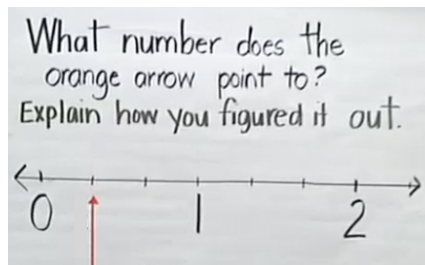 What number does the
orange arrow point to?
Explain how you figured it out.
0 1 2